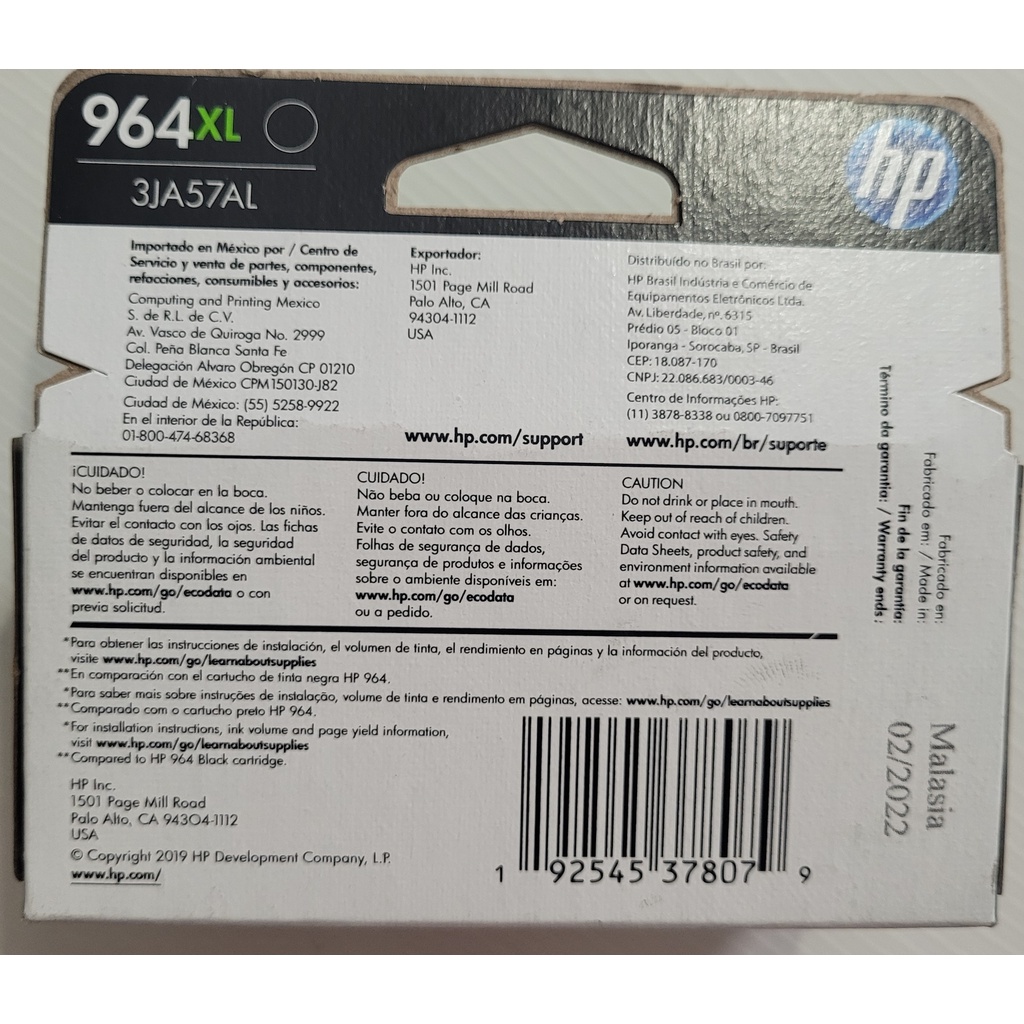 964XL
3JA57AL
hp
Importado en México por / Centro de
Servicio y venta de partes, componentes,
refacciones, consumibles y accesorios:
Computing and Printing Mexico
S. de R.L. de C.V.
Av. Vasco de Quiroga No. 2999
Col. Peña Blanca Santa Fe
Delegación Alvaro Obregón CP 01210
Ciudad de México CPM150130-J82
Ciudad de México: (55) 5258-9922
En el interior de la República:
01-800-474-68368
Exportador:
HP Inc.
1501 Page Mill Road
Palo Alto, CA
94304-1112
USA
www.hp.com/support
Distribuído no Brasil por:
HP Brasil Indústria e Comércio de
Equipamentos Eletrônicos Ltda.
Av. Liberdade, nº. 6315
Prédio 05 - Bloco 01
Iporanga - Sorocaba, SP - Brasil
CEP: 18.087-170
CNPJ: 22.086.683/0003-46
Centro de Informações HP:
(11) 3878-8338 ou 0800-7097751
www.hp.com/br/suporte
¡CUIDADO!
No beber o colocar en la boca.
Mantenga fuera del alcance de los niños.
Evitar el contacto con los ojos. Las fichas
de datos de seguridad, la seguridad
del producto y la información ambiental
se encuentran disponibles en
www.hp.com/go/ecodata o con
previa solicitud.
CUIDADO!
Não beba ou coloque na boca.
Manter fora do alcance das crianças.
Evite o contato com os olhos.
Folhas de segurança de dados,
segurança de produtos e informações
sobre o ambiente disponíveis em:
www.hp.com/go/ecodata
ou a pedido.
CAUTION
Do not drink or place in mouth.
Keep out of reach of children.
Avoid contact with eyes. Safety
Data Sheets, product safety, and
environment information available
at www.hp.com/go/ecodata
or on request.
Fabricado en:
Fabricado em: / Made in:
Fin de la garantía:
Término da garantia: / Warranty ends:
Malasia
02/2022
*Para obtener las instrucciones de instalación, el volumen de tinta, el rendimiento en páginas y la información del producto,
visite www.hp.com/go/learnaboutsupplies
**En comparación con el cartucho de tinta negra HP 964.
*Para saber mais sobre instruções de instalação, volume de tinta e rendimento em páginas, acesse: www.hp.com/go/learnaboutsupplies
**Comparado com o cartucho preto HP 964.
*For installation instructions, ink volume and page yield information,
visit www.hp.com/go/learnaboutsupplies
**Compared to HP 964 Black cartridge.
HP Inc.
1501 Page Mill Road
Palo Alto, CA 94304-1112
USA
© Copyright 2019 HP Development Company, L.P.
www.hp.com/
1 92545 37807 9